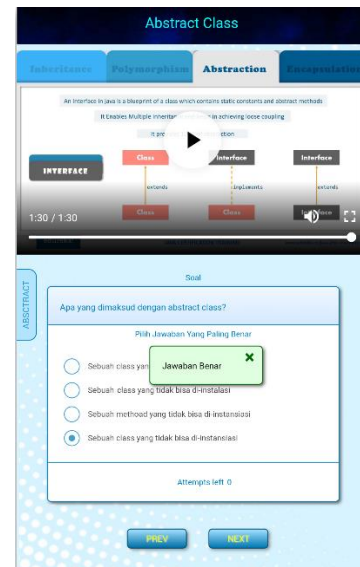 Abstract Class
Inheritance Polymorphism Abstraction Encapsulation
An Interface in Java is a blueprint of a class which contains static constants and abstract methods
It Enables Multiple Inheritance in achieving loose coupling
It
INTERFACE
Class Interface Interface
extends implements extends
Class Class
1:30 / 1:30
ABSCTRACT
Soal
Apa yang dimaksud dengan abstract class?
Pilih Jawaban Yang Paling Benar
Sebuah class yan
Jawaban Benar
Sebuah class yang tidak bisa di-instalasi
Sebuah methoad yang tidak bisa di-instansiasi
Sebuah class yang tidak bisa di-instansiasi
Attempts left 0
PREV NEXT